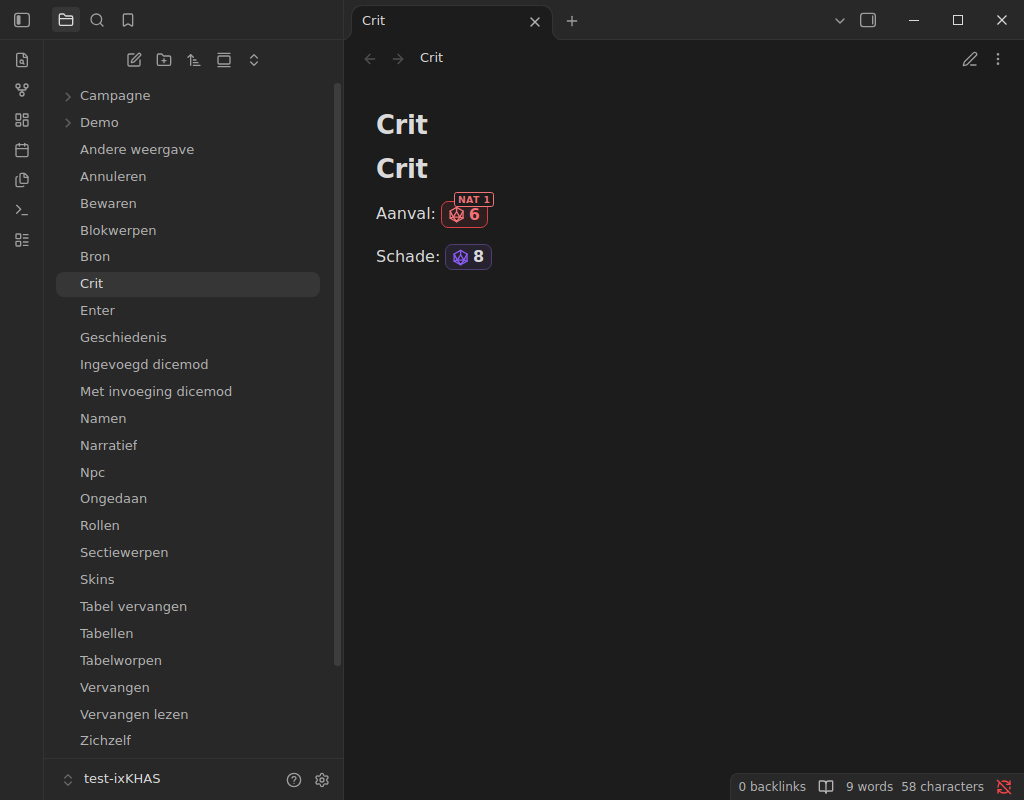 Crit
Crit
Campagne
Demo
Andere weergave
Annuleren
Bewaren
Blokwerpen
Bron
Crit
Enter
Geschiedenis
Ingevoegd dicemod
Met invoeging dicemod
Namen
Narratief
Npc
Ongedaan
Rollen
Sectiewerpen
Skins
Tabel vervangen
Tabellen
Tabelworpen
Vervangen
Vervangen lezen
Zichzelf
test-ixKHAS
Crit
Crit
NAT 1
Aanval: 6
Schade: 8
0 backlinks 9 words 58 characters